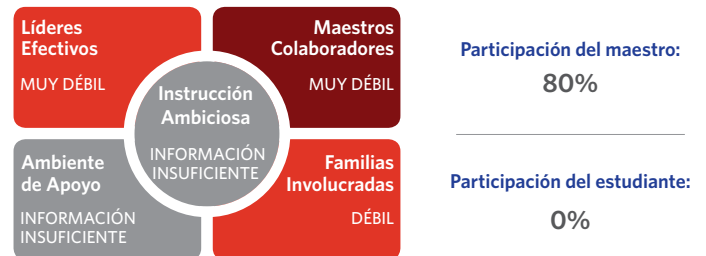 Líderes
Efectivos
MUY DÉBIL
Maestros
Colaboradores
MUY DÉBIL
Instrucción
Ambiciosa
INFORMACIÓN
INSUFICIENTE
Ambiente
de Apoyo
INFORMACIÓN
INSUFICIENTE
Familias
Involucradas
DÉBIL
Participación del maestro:
80%
Participación del estudiante:
0%